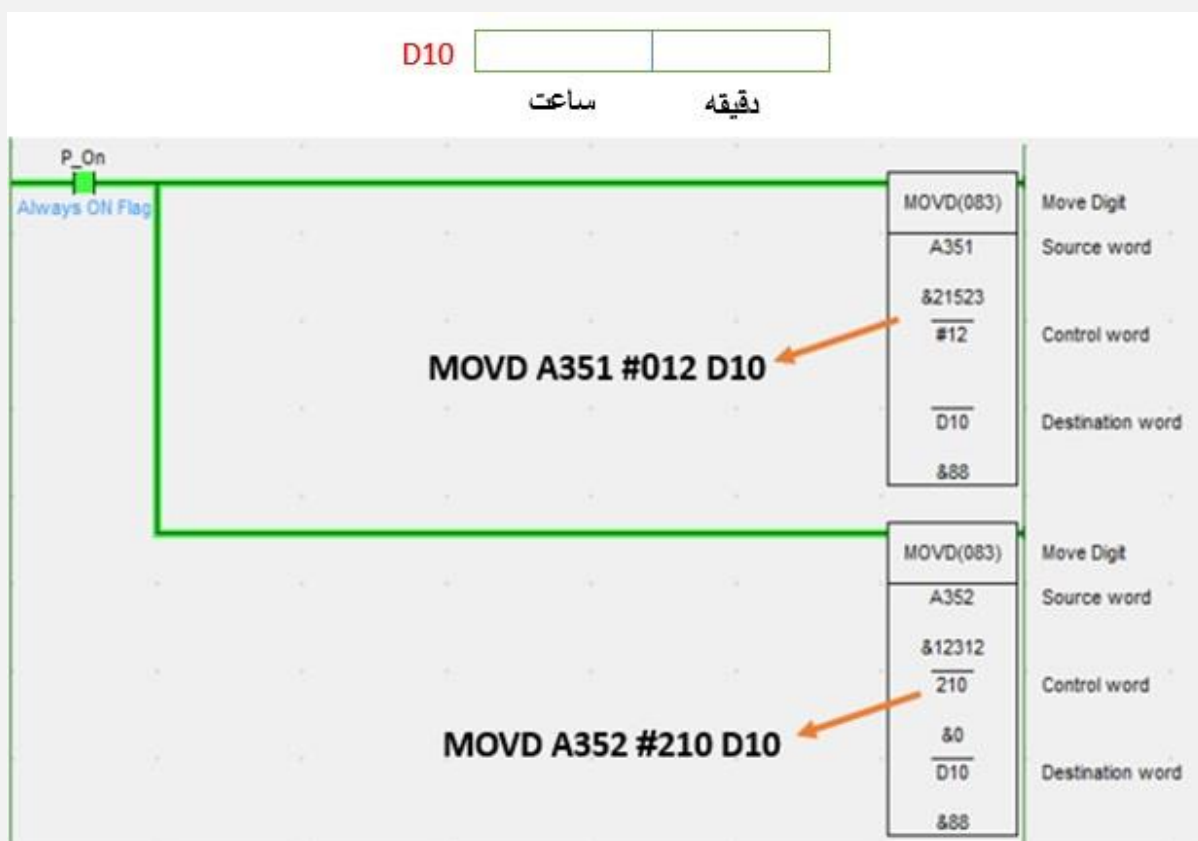 D10
ساعت دقیقه
P_On
Always ON Flag
MOVD(083) Move Digit
A351 Source word
&21523
#12 Control word
MOVD A351 #012 D10
D10 Destination word
&88
MOVD(083) Move Digit
A352 Source word
&12312
210 Control word
MOVD A352 #210 D10
&0
D10 Destination word
&88